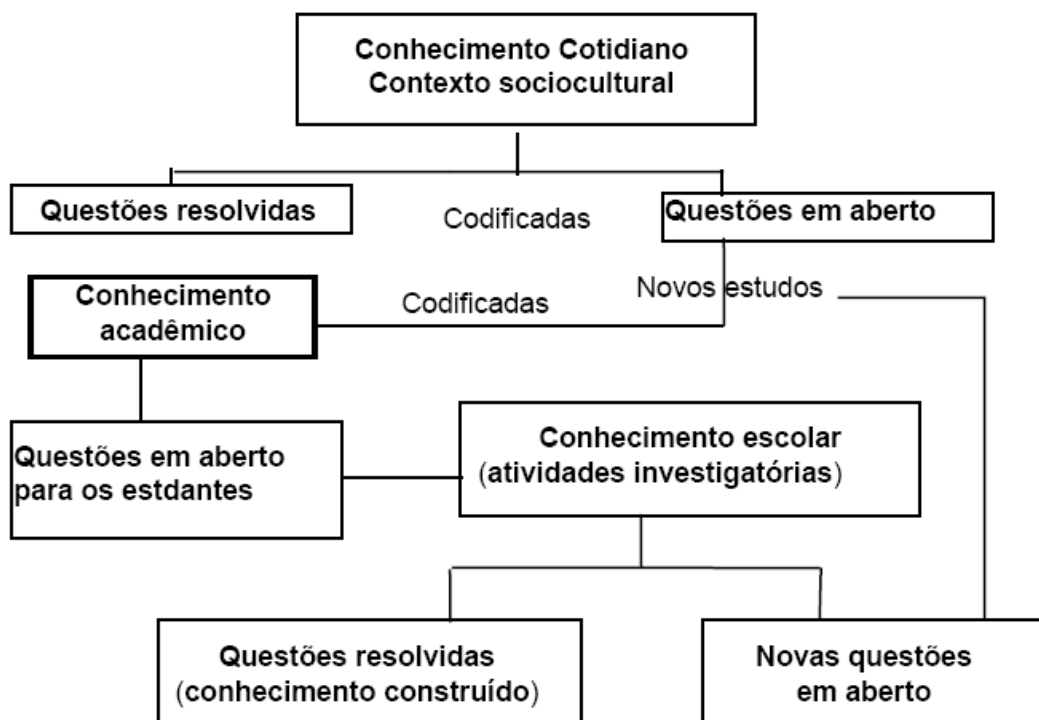 Conhecimento Cotidiano
Contexto sociocultural
Questões resolvidas
Codificadas
Questões em aberto
Conhecimento
acadêmico
Codificadas
Novos estudos
Questões em aberto
para os estdantes
Conhecimento escolar
(atividades investigatórias)
Questões resolvidas
(conhecimento construído)
Novas questões
em aberto